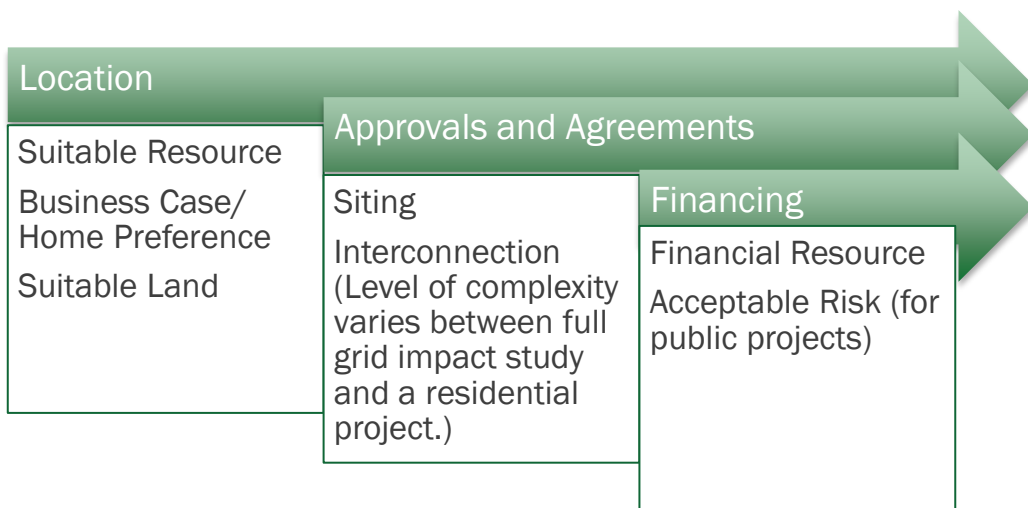 Location
Suitable Resource
Business Case/
Home Preference
Suitable Land
Approvals and Agreements
Siting
Interconnection
(Level of complexity
varies between full
grid impact study
and a residential
project.)
Financing
Financial Resource
Acceptable Risk (for
public projects)